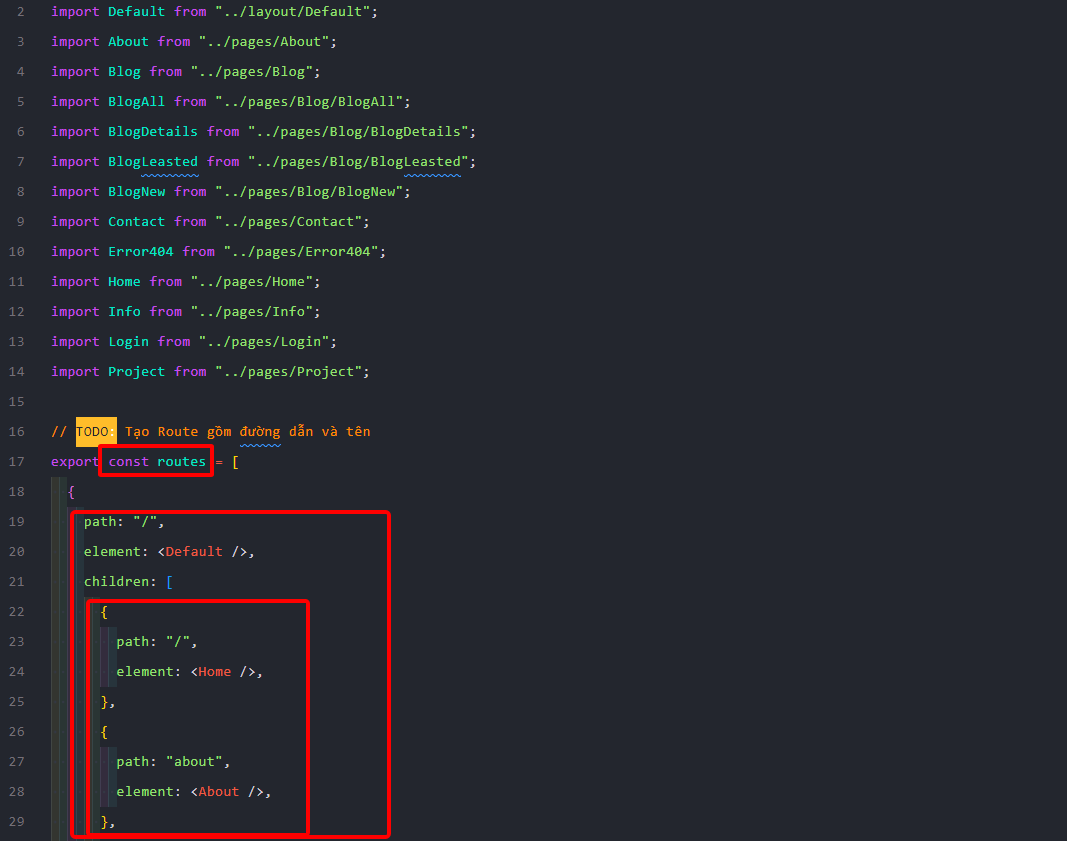 2 import Default from "../layout/Default";
3 import About from "../pages/About";
4 import Blog from "../pages/Blog";
5 import BlogAll from "../pages/Blog/BlogAll";
6 import BlogDetails from "../pages/Blog/BlogDetails";
7 import BlogLeasted from "../pages/Blog/BlogLeasted";
8 import BlogNew from "../pages/Blog/BlogNew";
9 import Contact from "../pages/Contact";
10 import Error404 from "../pages/Error404";
11 import Home from "../pages/Home";
12 import Info from "../pages/Info";
13 import Login from "../pages/Login";
14 import Project from "../pages/Project";
15
16 // TODO: Tạo Route gồm đường dẫn và tên
17 export const routes = [
18 {
19 path: "/",
20 element: <Default />,
21 children: [
22 {
23 path: "/",
24 element: <Home />,
25 },
26 {
27 path: "about",
28 element: <About />,
29 },